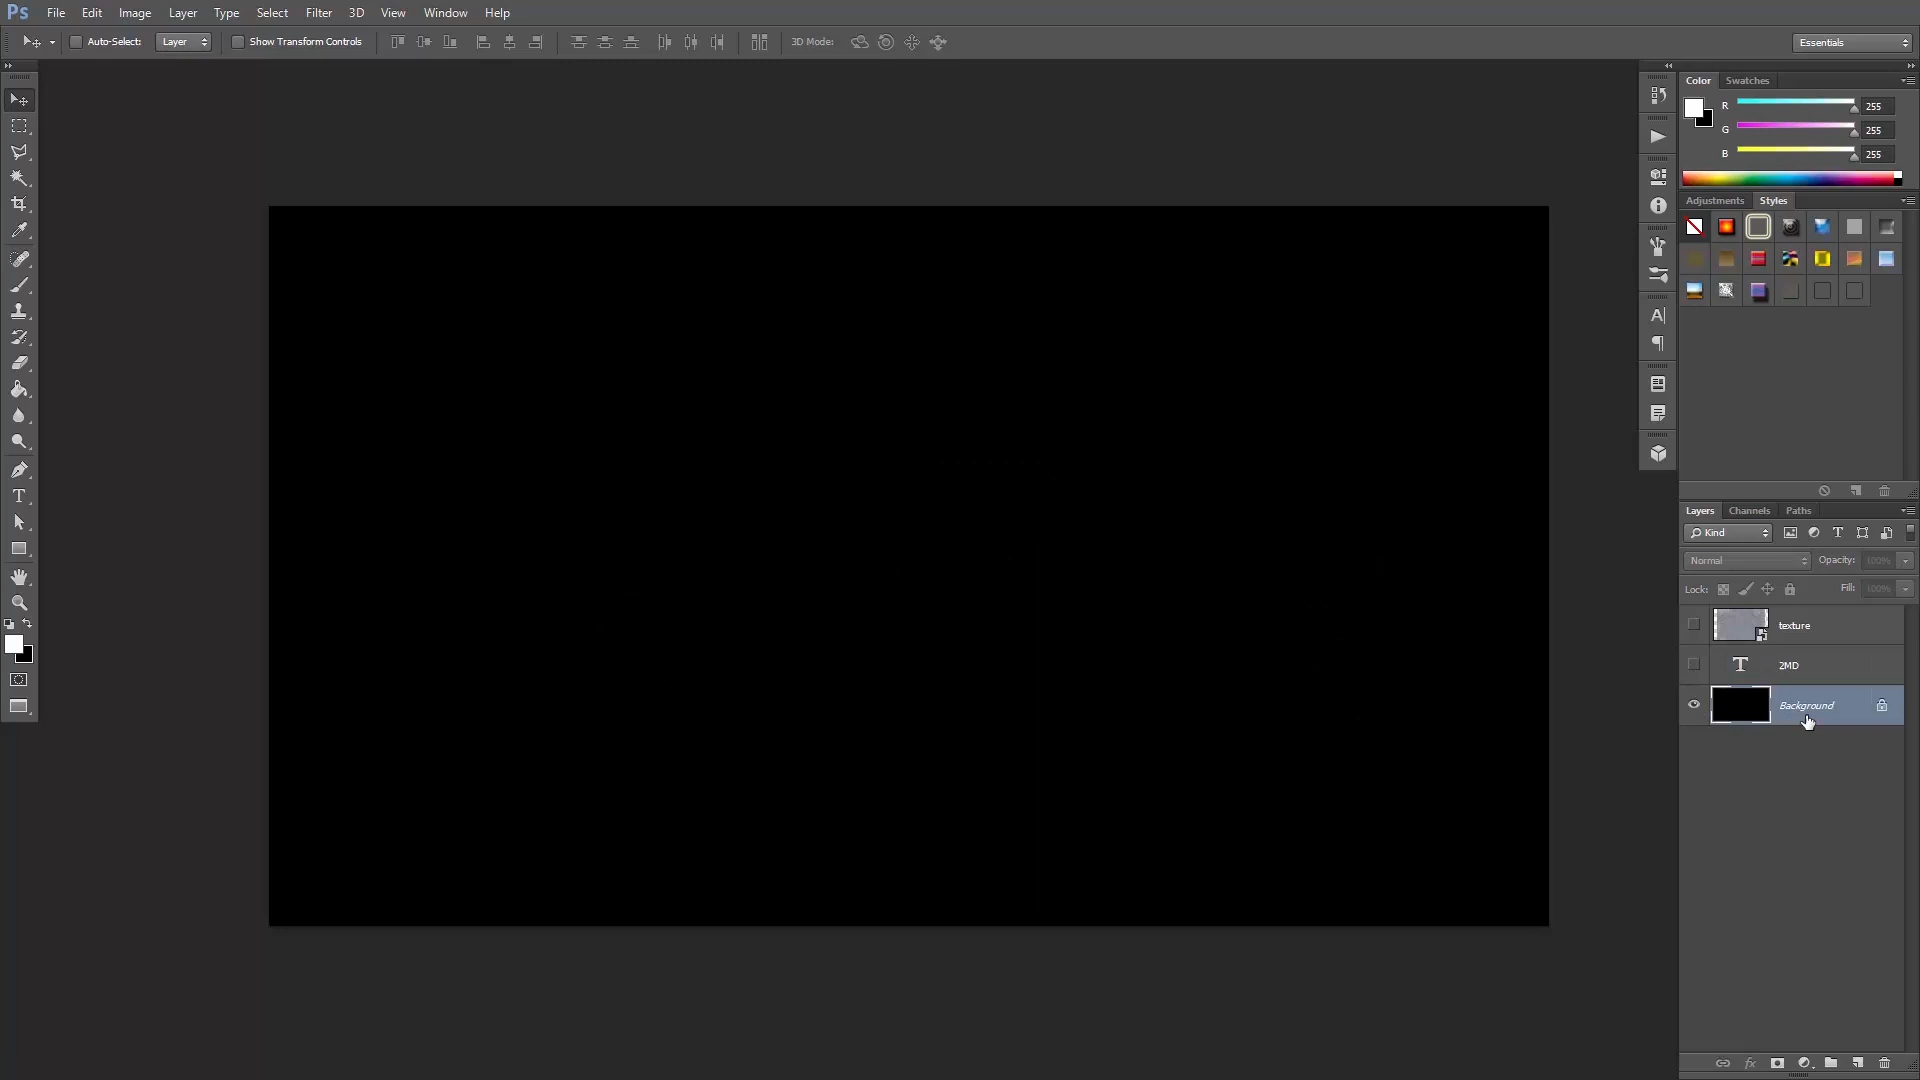 Ps File Edit Image Layer Type Select Filter 3D View Window Help
Auto-Select: Layer Show Transform Controls 3D Mode: Essentials
Color Swatches
R 255
G 255
B 255
Adjustments Styles
Layers Channels Paths
Kind
Normal Opacity: 100%
Lock: Fill: 100%
texture
2MD
Background